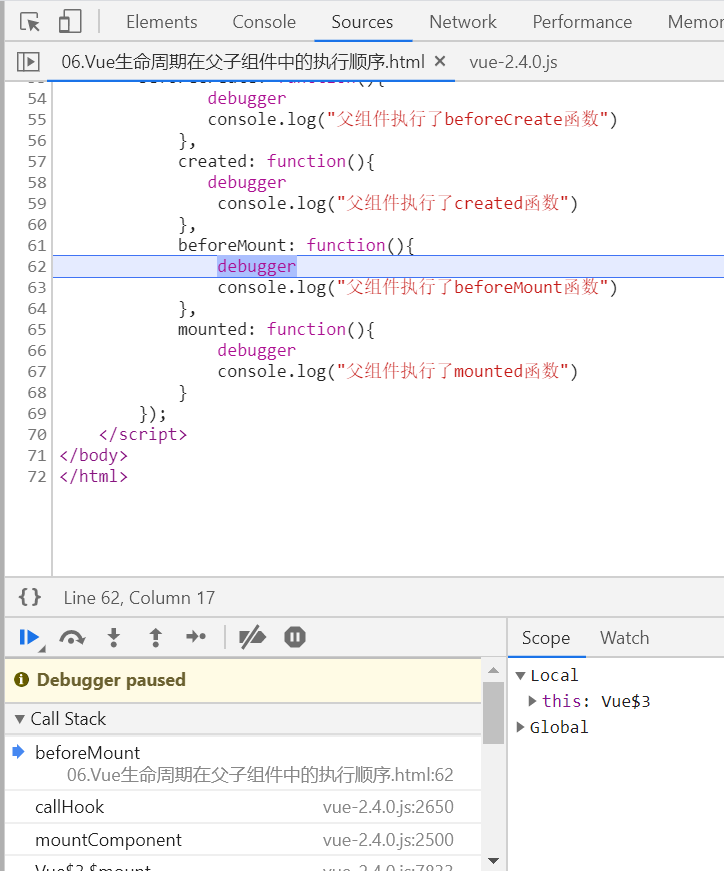 Elements Console Sources Network Performance Memor
06.Vue生命周期在父子组件中的执行顺序.html × vue-2.4.0.js
54 debugger
55 console.log("父组件执行了beforeCreate函数")
56 },
57 created: function(){
58 debugger
59 console.log("父组件执行了created函数")
60 },
61 beforeMount: function(){
62 debugger
63 console.log("父组件执行了beforeMount函数")
64 },
65 mounted: function(){
66 debugger
67 console.log("父组件执行了mounted函数")
68 }
69 });
70 </script>
71 </body>
72 </html>
{} Line 62, Column 17
Scope Watch
Debugger paused
Call Stack
beforeMount
06.Vue生命周期在父子组件中的执行顺序.html:62
callHook vue-2.4.0.js:2650
mountComponent vue-2.4.0.js:2500
Local
this: Vue$3
Global